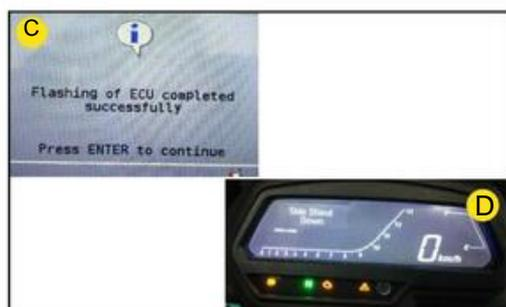 C
Flashing of ECU completed
successfully
Press ENTER to continue
D
Side Stand
Down
0 km/h